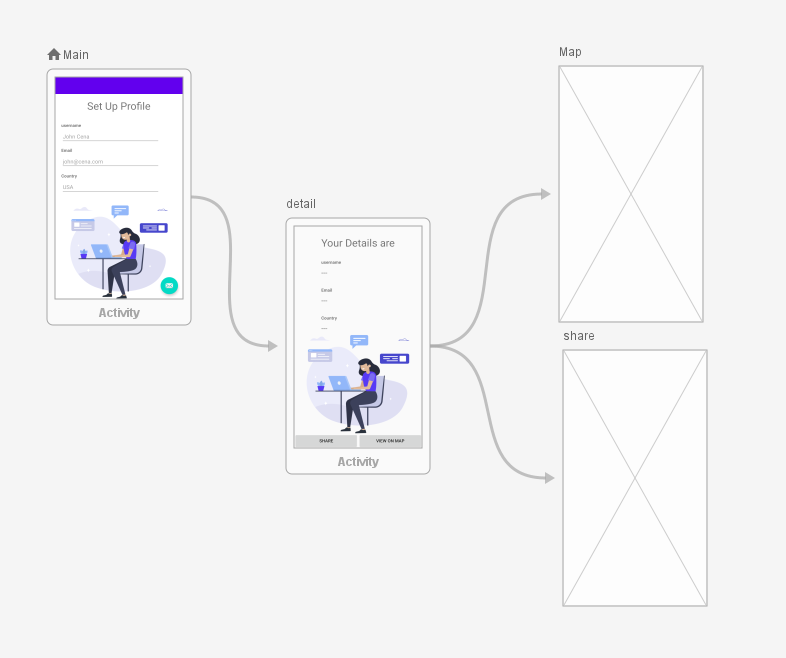 Main
Set Up Profile
username
John Cena
Email
john@cena.com
Country
USA
Activity
detail
Your Details are
username
---
Email
---
Country
---
SHARE
VIEW ON MAP
Activity
Map
share